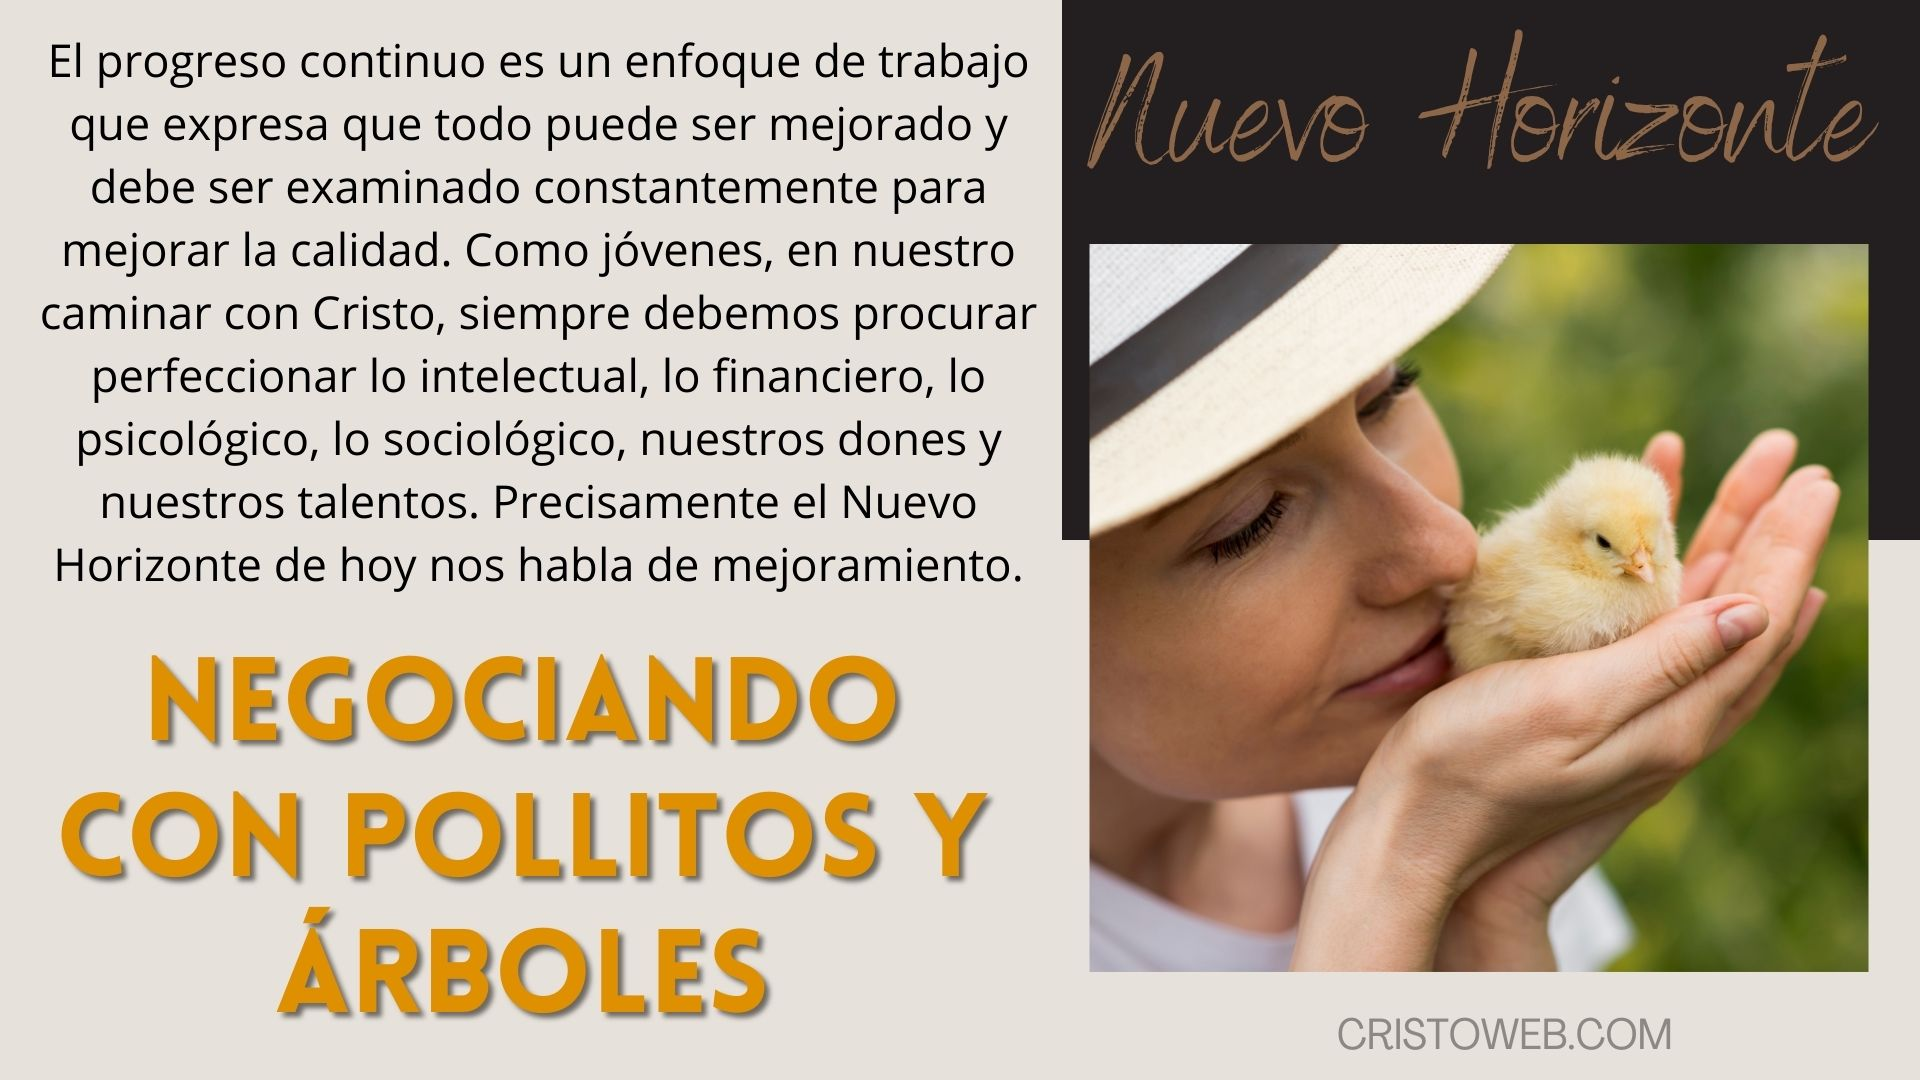 El progreso continuo es un enfoque de trabajo
que expresa que todo puede ser mejorado y
debe ser examinado constantemente para
mejorar la calidad. Como jóvenes, en nuestro
caminar con Cristo, siempre debemos procurar
perfeccionar lo intelectual, lo financiero, lo
psicológico, lo sociológico, nuestros dones y
nuestros talentos. Precisamente el Nuevo
Horizonte de hoy nos habla de mejoramiento.
NEGOCIANDO
CON POLLITOS Y
ÁRBOLES
Nuevo Horizonte
CRISTOWEB.COM